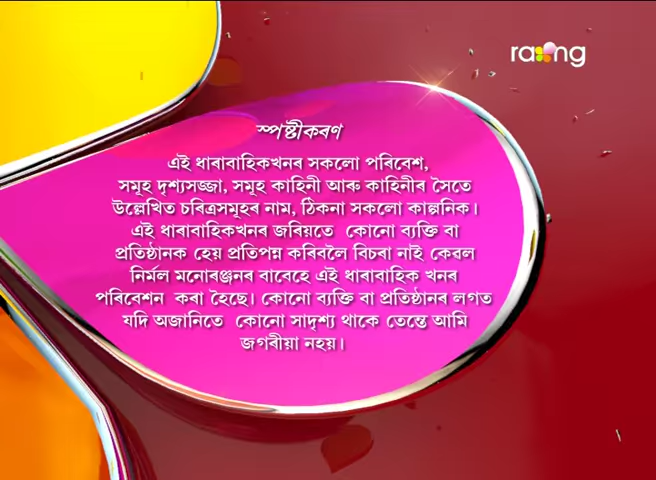 rang
স্পষ্টীকৰণ
এই ধাৰাবাহিকখনৰ সকলো পৰিবেশ,
সমূহ দৃশ্যসজ্জা, সমূহ কাহিনী আৰু কাহিনীৰ সৈতে
উল্লেখিত চৰিত্ৰসমূহৰ নাম, ঠিকনা সকলো কাল্পনিক।
এই ধাৰাবাহিকখনৰ জৰিয়তে কোনো ব্যক্তি বা
প্ৰতিষ্ঠানক হেয় প্ৰতিপন্ন কৰিবলৈ বিচৰা নাই কেৱল
নিৰ্মল মনোৰঞ্জনৰ বাবেহে এই ধাৰাবাহিক খনৰ
পৰিবেশন কৰা হৈছে। কোনো ব্যক্তি বা প্ৰতিষ্ঠানৰ লগত
যদি অজানিতে কোনো সাদৃশ্য থাকে তেন্তে আমি
জগৰীয়া নহয়।